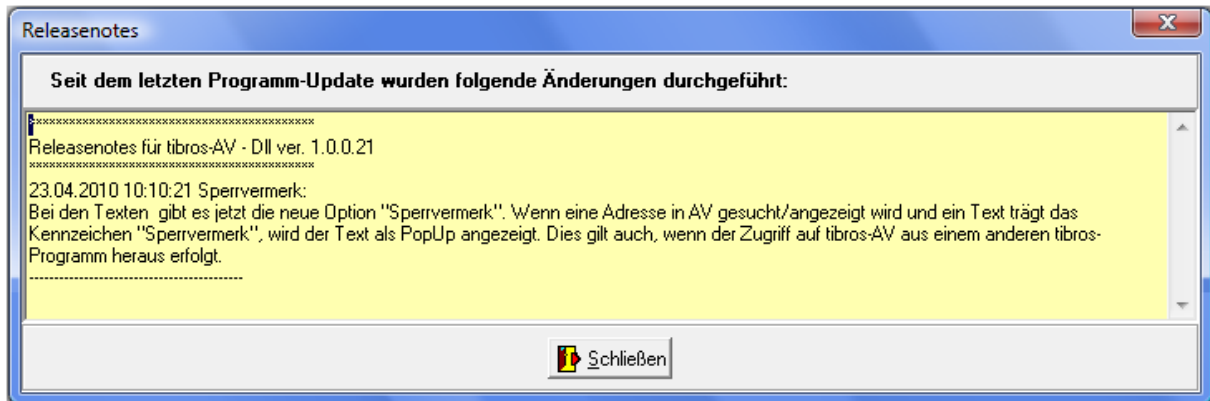 Releasenotes
Seit dem letzten Programm-Update wurden folgende Änderungen durchgeführt:
********************************************
Releasenotes für tibros-AV - Dll ver. 1.0.0.21
********************************************
23.04.2010 10:10:21 Sperrvermerk:
Bei den Texten  gibt es jetzt die neue Option "Sperrvermerk". Wenn eine Adresse in AV gesucht/angezeigt wird und ein Text trägt das
Kennzeichen "Sperrvermerk", wird der Text als PopUp angezeigt. Dies gilt auch, wenn der Zugriff auf tibros-AV aus einem anderen tibros-
Programm heraus erfolgt.
-------------------------------------------
Schließen